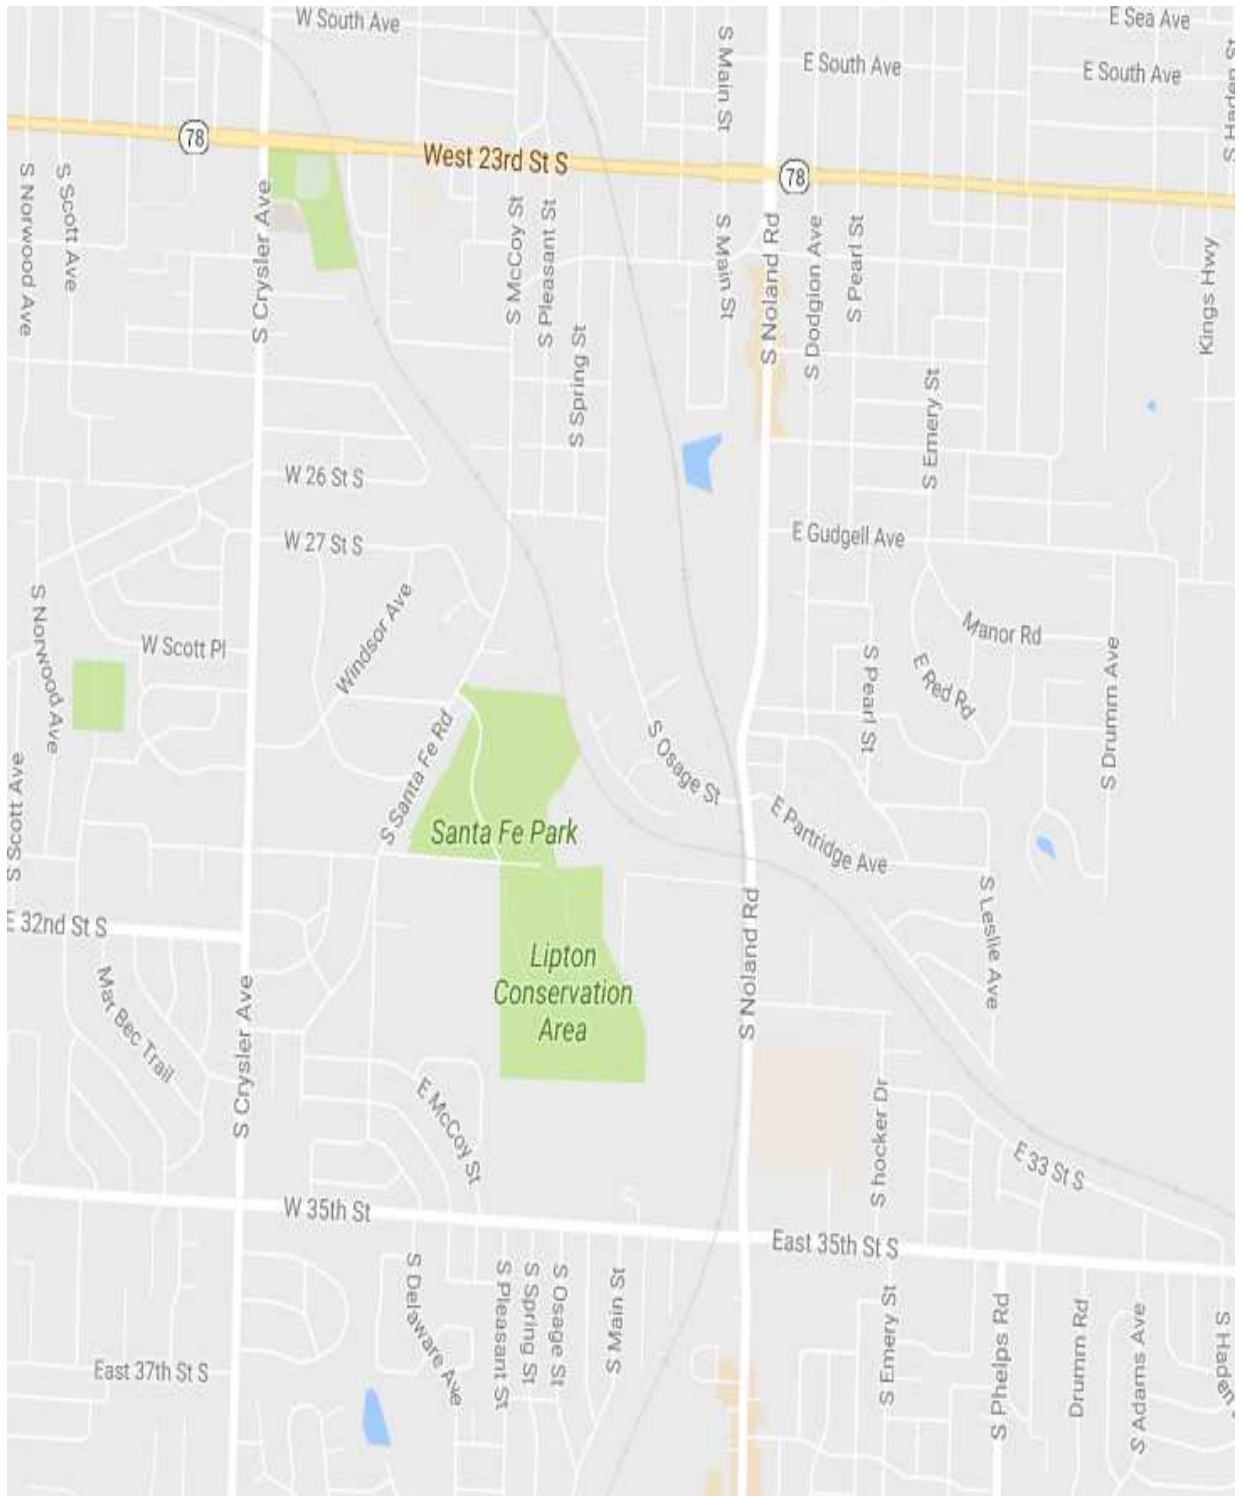 W South Ave
E Sea Ave
S Main St
E South Ave
E South Ave
S Haden St
78
West 23rd St S
78
S Norwood Ave
S Scott Ave
S Crysler Ave
S McCoy St
S Pleasant St
S Spring St
S Main St
S Noland Rd
S Dodgion Ave
S Pearl St
Kings Hwy
S Emery St
W 26 St S
W 27 St S
E Gudgell Ave
S Norwood Ave
W Scott Pl
Windsor Ave
Manor Rd
E Red Rd
S Pearl St
S Drumm Ave
S Santa Fe Rd
S Osage St
S Scott Ave
Santa Fe Park
E Partridge Ave
E 32nd St S
S Leslie Ave
Lipton
Conservation
Area
S Noland Rd
Mar Bec Trail
S Crysler Ave
E McCoy St
S hocker Dr
E 33 St S
W 35th St
East 35th St S
S Delaware Ave
S Pleasant St
S Spring St
S Osage St
S Main St
S Emery St
S Phelps Rd
Drumm Rd
S Adams Ave
S Haden
East 37th St S